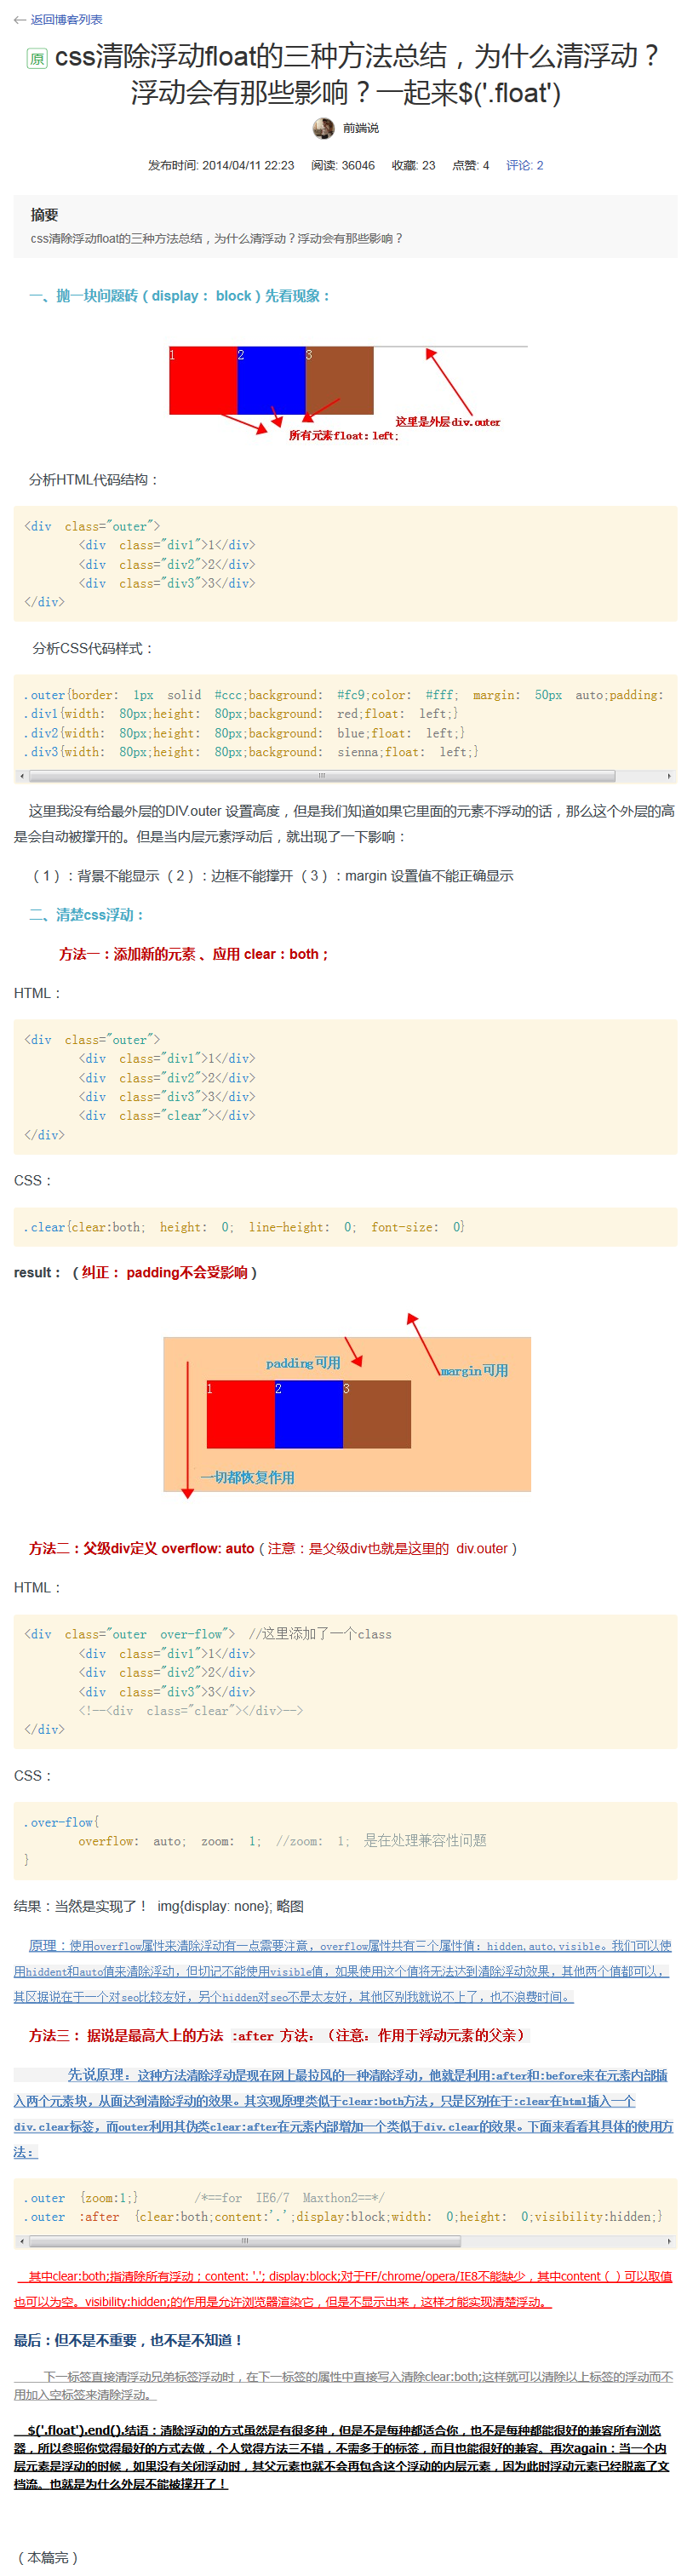 ← 返回博客列表
原 css清除浮动float的三种方法总结，为什么清浮动？
浮动会有那些影响？一起来$('.float')
前端说
发布时间: 2014/04/11 22:23 阅读: 36046 收藏: 23 点赞: 4 评论: 2
摘要
css清除浮动float的三种方法总结，为什么清浮动？浮动会有那些影响？
一、抛一块问题砖（display： block）先看现象：
1 2 3
这里是外层div.outer
所有元素float：left;
分析HTML代码结构：
<div class="outer">
<div class="div1">1</div>
<div class="div2">2</div>
<div class="div3">3</div>
</div>
分析CSS代码样式：
.outer{border: 1px solid #ccc;background: #fc9;color: #fff; margin: 50px auto;padding:
.div1{width: 80px;height: 80px;background: red;float: left;}
.div2{width: 80px;height: 80px;background: blue;float: left;}
.div3{width: 80px;height: 80px;background: sienna;float: left;}
这里我没有给最外层的DIV.outer 设置高度，但是我们知道如果它里面的元素不浮动的话，那么这个外层的高
是会自动被撑开的。但是当内层元素浮动后，就出现了一下影响：
（1）：背景不能显示 （2）：边框不能撑开 （3）：margin 设置值不能正确显示
二、清楚css浮动：
方法一：添加新的元素 、应用 clear：both；
HTML：
<div class="outer">
<div class="div1">1</div>
<div class="div2">2</div>
<div class="div3">3</div>
<div class="clear"></div>
</div>
CSS：
.clear{clear:both; height: 0; line-height: 0; font-size: 0}
result： （纠正： padding不会受影响）
padding可用
margin可用
1 2 3
一切都恢复作用
方法二：父级div定义 overflow: auto（注意：是父级div也就是这里的 div.outer）
HTML：
<div class="outer over-flow"> //这里添加了一个class
<div class="div1">1</div>
<div class="div2">2</div>
<div class="div3">3</div>
<!--<div class="clear"></div>-->
</div>
CSS：
.over-flow{
overflow: auto; zoom: 1; //zoom: 1; 是在处理兼容性问题
}
结果：当然是实现了！ img{display: none}; 略图
原理：使用overflow属性来清除浮动有一点需要注意，overflow属性共有三个属性值：hidden,auto,visible。我们可以使
用hiddent和auto值来清除浮动，但切记不能使用visible值，如果使用这个值将无法达到清除浮动效果，其他两个值都可以，
其区据说在于一个对seo比较友好，另个hidden对seo不是太友好，其他区别我就说不上了，也不浪费时间。
方法三： 据说是最高大上的方法 :after 方法：（注意：作用于浮动元素的父亲）
先说原理：这种方法清除浮动是现在网上最拉风的一种清除浮动，他就是利用:after和:before来在元素内部插
入两个元素块，从面达到清除浮动的效果。其实现原理类似于clear:both方法，只是区别在于:clear在html插入一个
div.clear标签，而outer利用其伪类clear:after在元素内部增加一个类似于div.clear的效果。下面来看看其具体的使用方
法：
.outer {zoom:1;} /*==for IE6/7 Maxthon2==*/
.outer :after {clear:both;content:'.';display:block;width: 0;height: 0;visibility:hidden;}
其中clear:both;指清除所有浮动；content: '.'; display:block;对于FF/chrome/opera/IE8不能缺少，其中content（）可以取值
也可以为空。visibility:hidden;的作用是允许浏览器渲染它，但是不显示出来，这样才能实现清楚浮动。
最后：但不是不重要，也不是不知道！
下一标签直接清浮动兄弟标签浮动时，在下一标签的属性中直接写入清除clear:both;这样就可以清除以上标签的浮动而不
用加入空标签来清除浮动。
$('.float').end().结语：清除浮动的方式虽然是有很多种，但是不是每种都适合你，也不是每种都能很好的兼容所有浏览
器，所以参照你觉得最好的方式去做，个人觉得方法三不错，不需多于的标签，而且也能很好的兼容。再次again：当一个内
层元素是浮动的时候，如果没有关闭浮动时，其父元素也就不会再包含这个浮动的内层元素，因为此时浮动元素已经脱离了文
档流。也就是为什么外层不能被撑开了！
（本篇完）